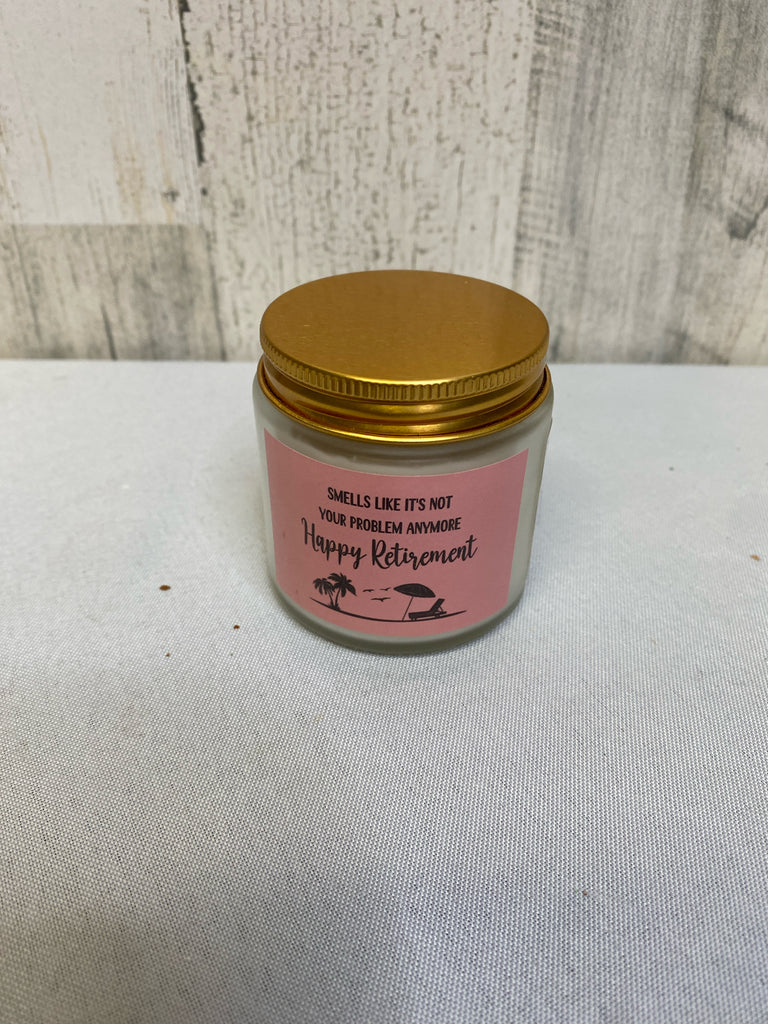 SMELLS LIKE IT'S NOT
YOUR PROBLEM ANYMORE
Happy Retirement